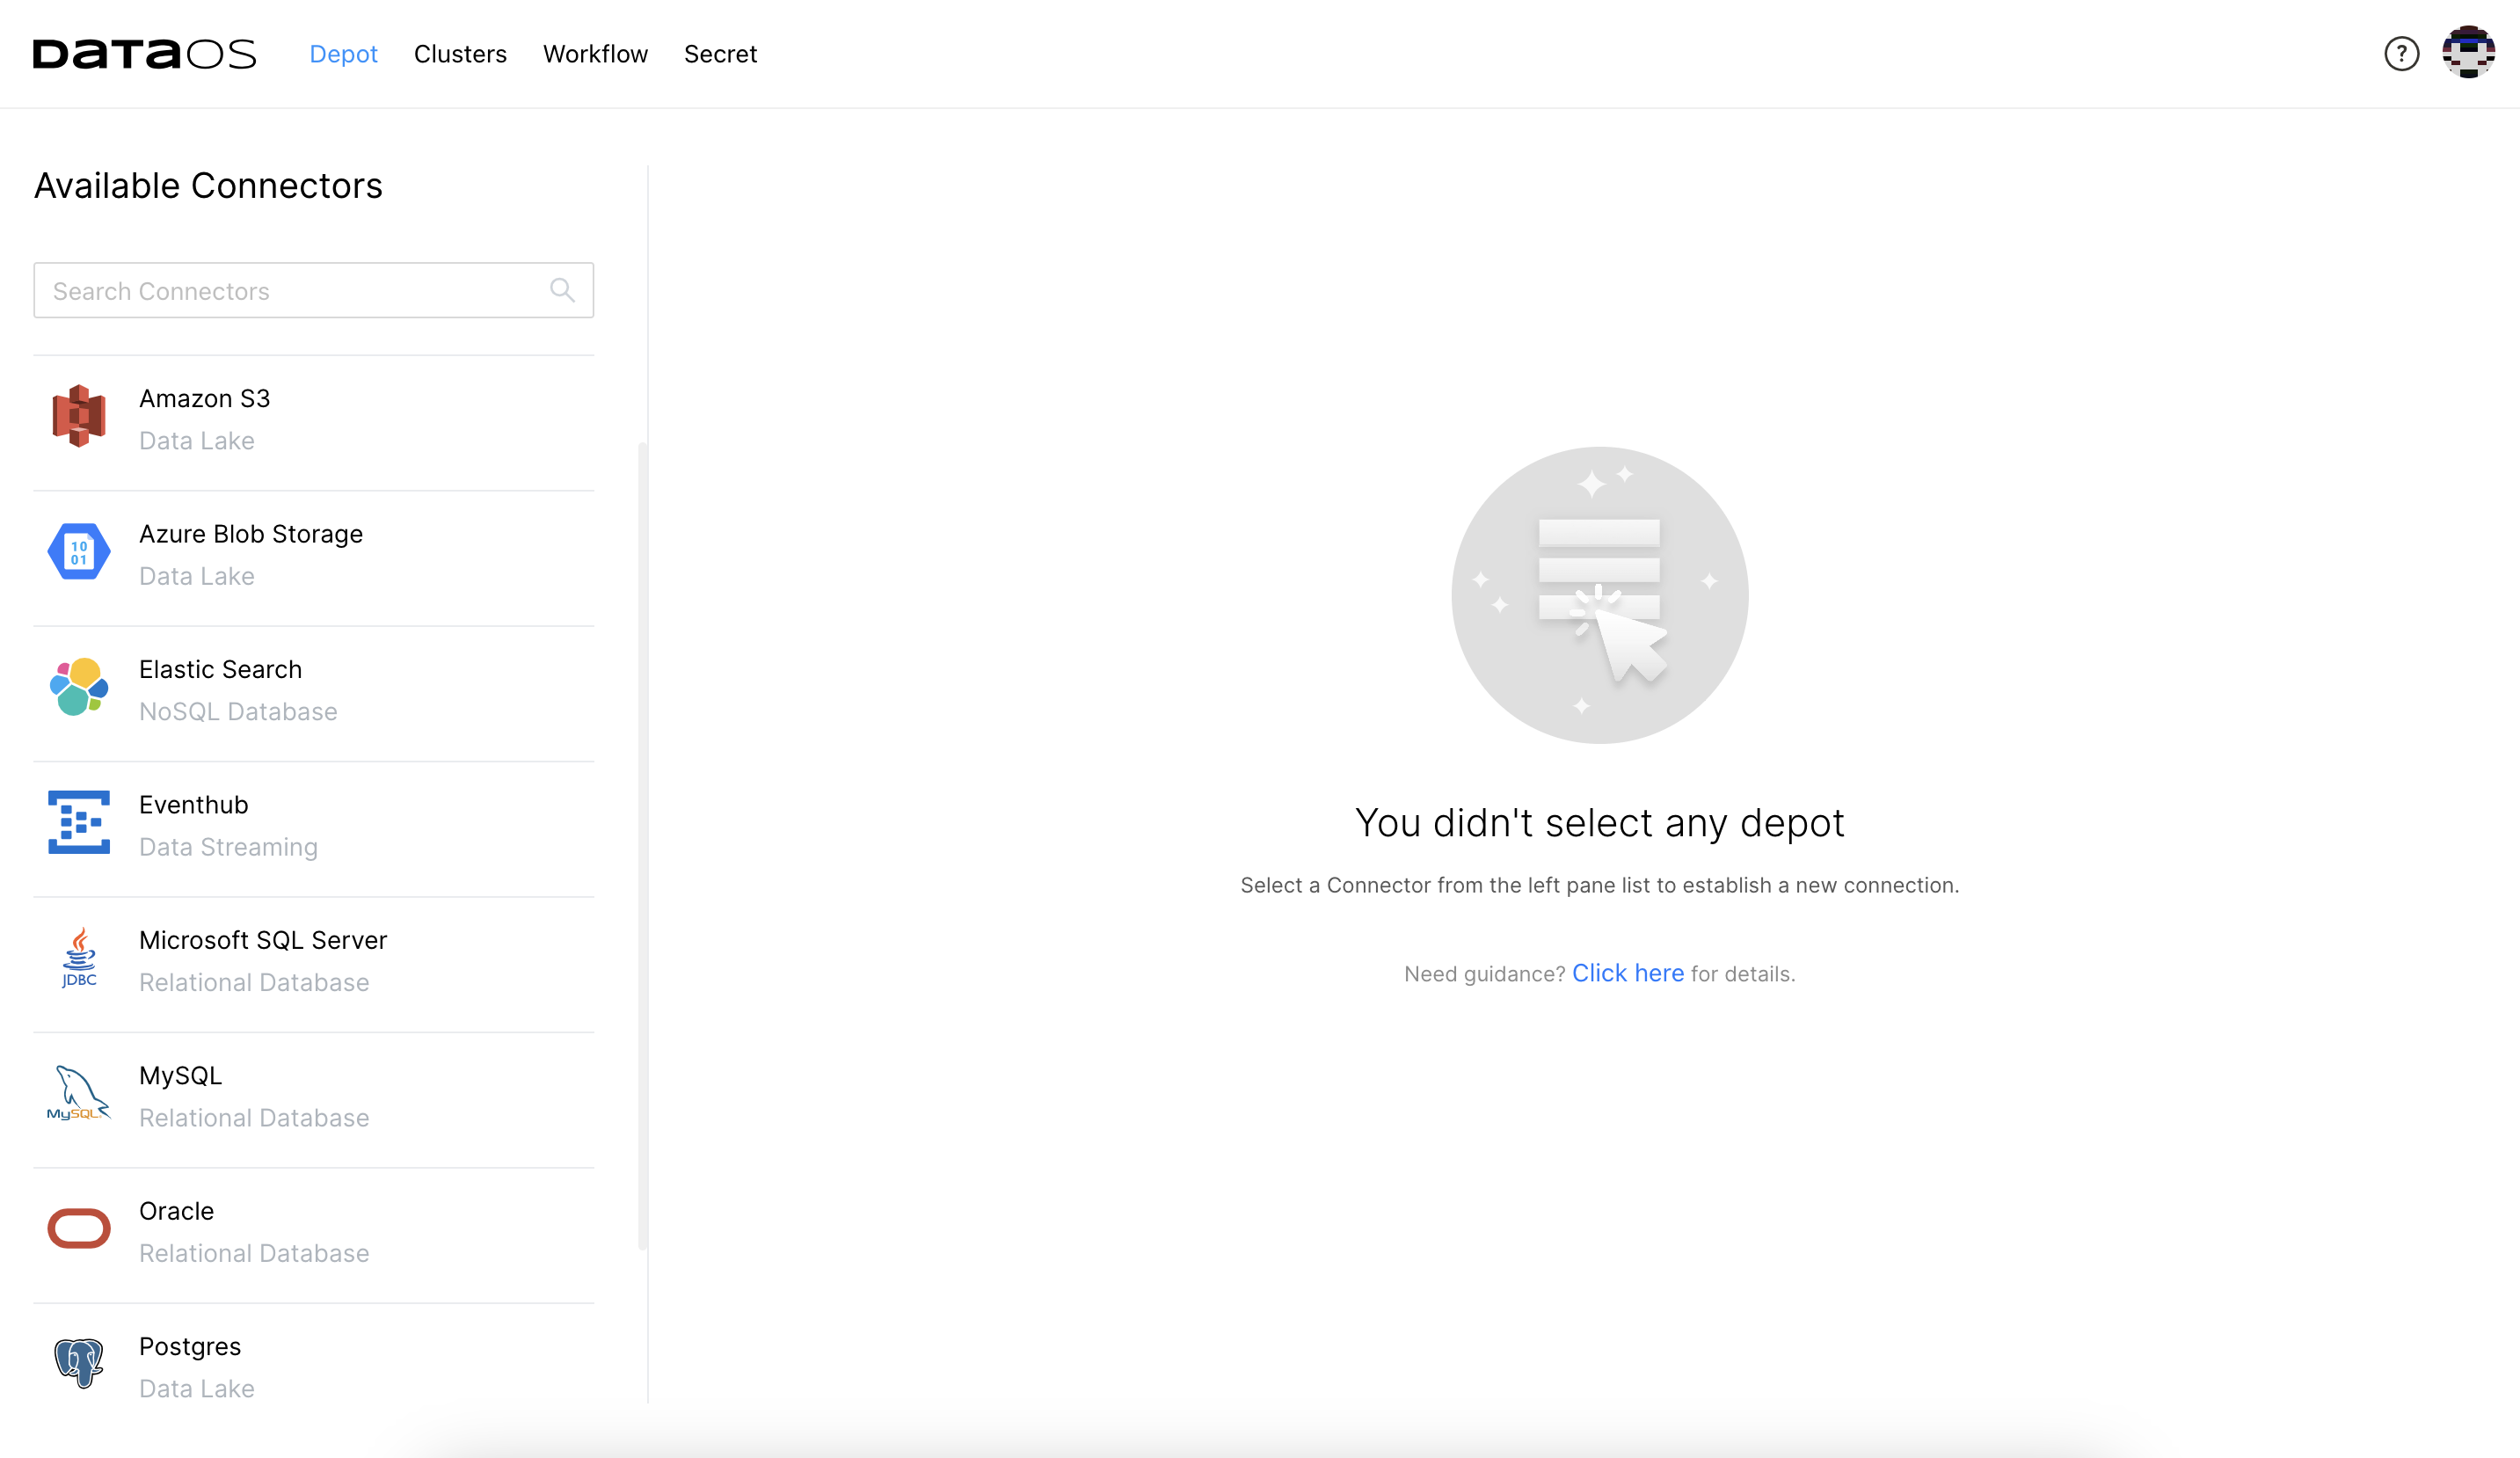 DATAOS
Depot Clusters Workflow Secret
?
Available Connectors
Search Connectors
Amazon S3
Data Lake
10
01
Azure Blob Storage
Data Lake
Elastic Search
NoSQL Database
Eventhub
Data Streaming
JDBC
Microsoft SQL Server
Relational Database
MySQL
MySQL
Relational Database
Oracle
Relational Database
Postgres
Data Lake
You didn't select any depot
Select a Connector from the left pane list to establish a new connection.
Need guidance? Click here for details.